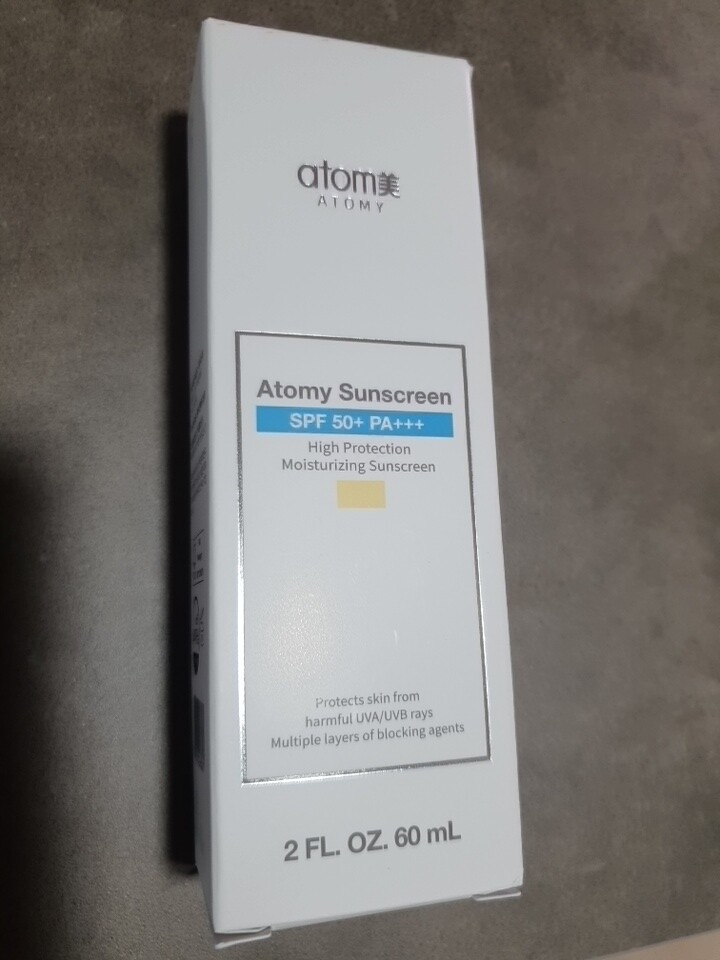 atom美
ATOMY
Atomy Sunscreen
SPF 50+ PA+++
High Protection
Moisturizing Sunscreen
Protects skin from
harmful UVA/UVB rays
Multiple layers of blocking agents
2 FL. OZ. 60 mL